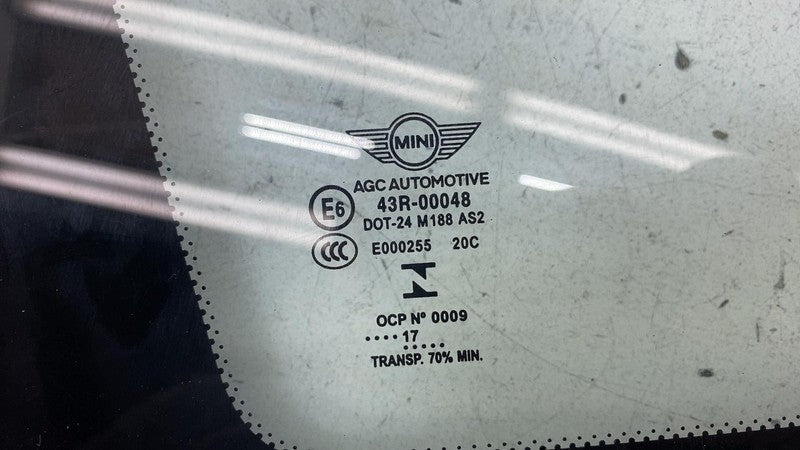 MINI
AGC AUTOMOTIVE
E6 43R-00048
DOT-24 M188 AS2
CCC E000255 20C
OCP Nº 0009
.... 17
.....
TRANSP. 70% MIN.